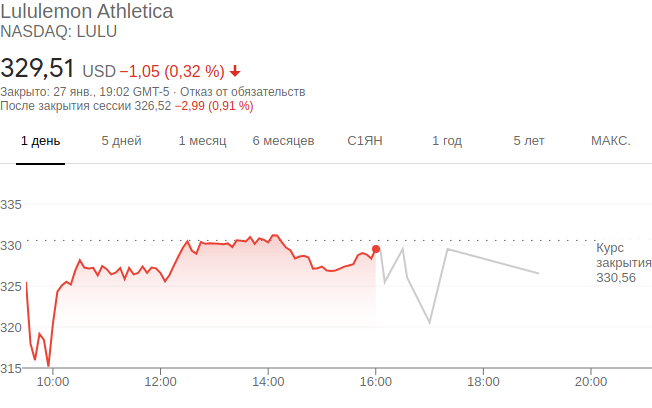 Lululemon Athletica
NASDAQ: LULU
329,51 USD −1,05 (0,32 %)
Закрыто: 27 янв., 19:02 GMT-5 · Отказ от обязательств
После закрытия сессии 326,52 −2,99 (0,91 %)
1 день 5 дней 1 месяц 6 месяцев С1ЯН 1 год 5 лет МАКС.
335
330
325
320
315
Курс
закрытия
330,56
10:00 12:00 14:00 16:00 18:00 20:00